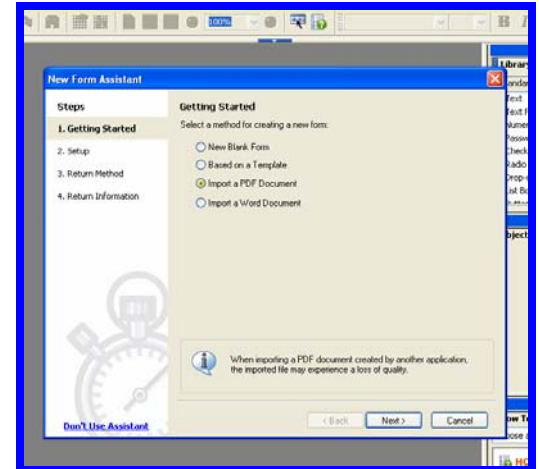 100%
B
New Form Assistant
Library
Steps
Getting Started
Text
1. Getting Started
Select a method for creating a new form:
2. Setup
New Blank Form
3. Return Method
Based on a Template
4. Return Information
Import a PDF Document
Import a Word Document
When importing a PDF document created by another application,
the imported file may experience a loss of quality.
Don't Use Assistant
< Back
Next >
Cancel